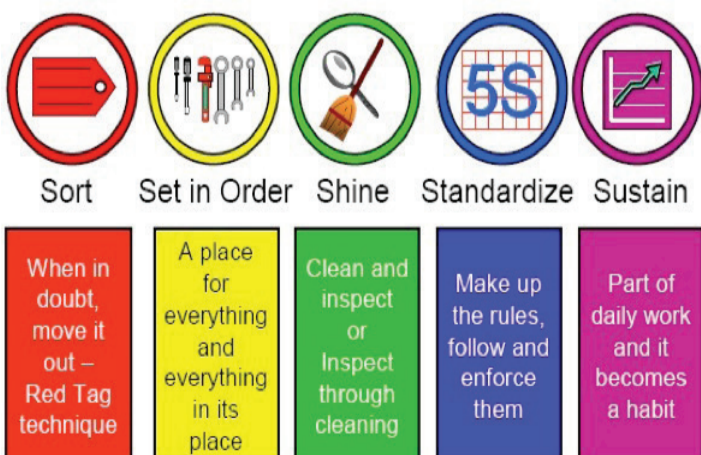 5S
Sort
Set in Order
Shine
Standardize
Sustain
When in
doubt,
move it
out –
Red Tag
technique
A place
for
everything
and
everything
in its
place
Clean and
inspect
or
Inspect
through
cleaning
Make up
the rules,
follow and
enforce
them
Part of
daily work
and it
becomes
a habit